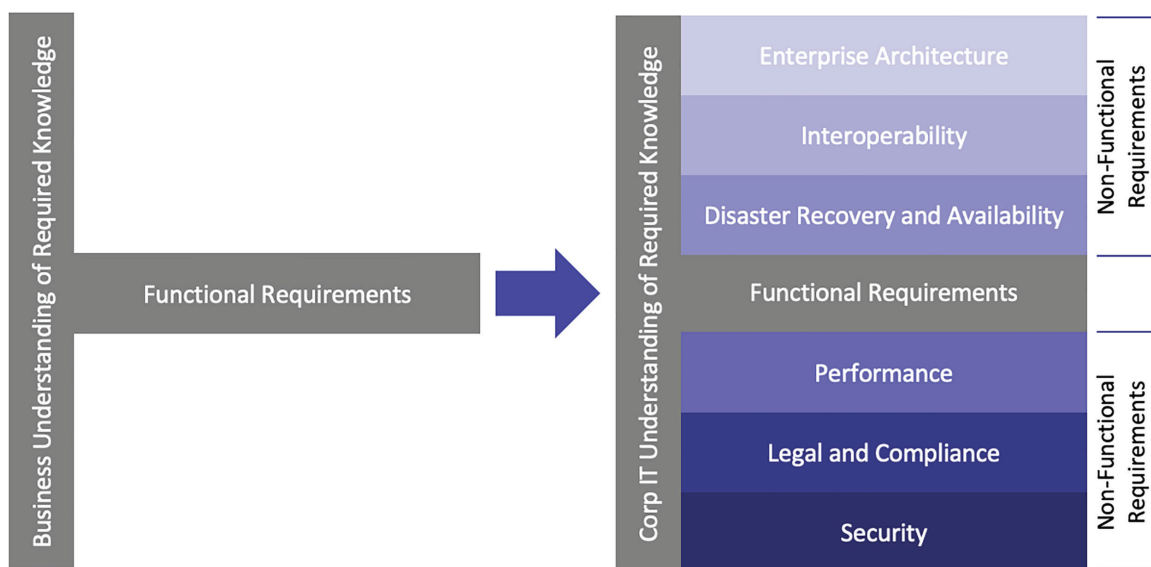 Business Understanding of Required Knowledge
Functional Requirements
Corp IT Understanding of Required Knowledge
Enterprise Architecture
Interoperability
Disaster Recovery and Availability
Functional Requirements
Performance
Legal and Compliance
Security
Non-Functional
Requirements
Non-Functional
Requirements